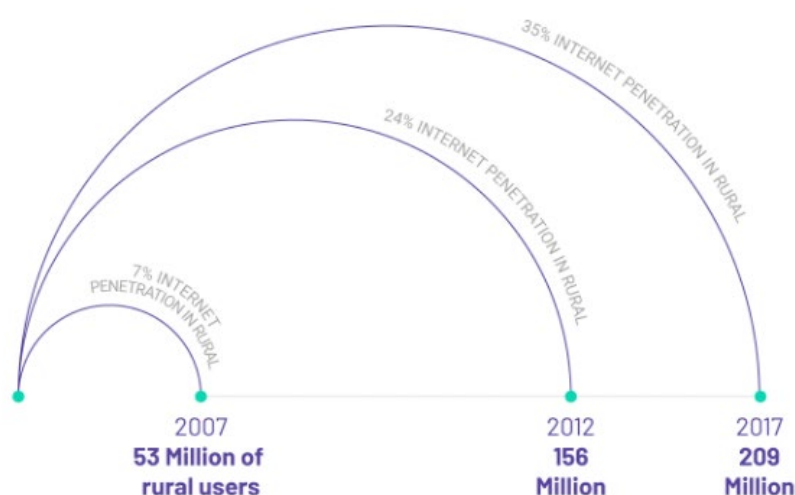 35% INTERNET PENETRATION IN RURAL
24% INTERNET PENETRATION IN RURAL
7% INTERNET
PENETRATION IN RURAL
2007
53 Million of
rural users
2012
156
Million
2017
209
Million